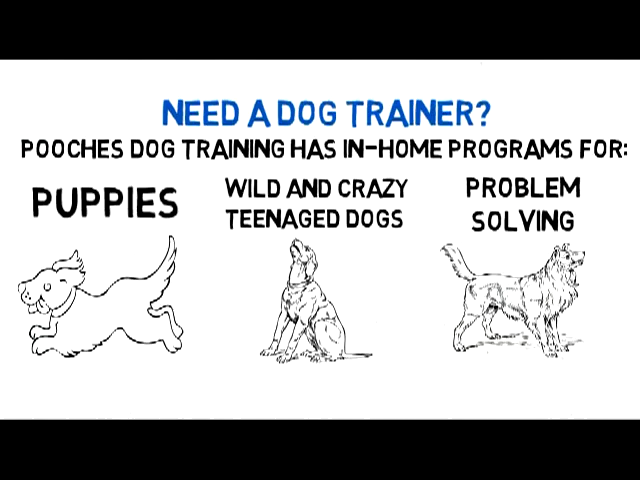 NEED A DOG TRAINER?
POOCHES DOG TRAINING HAS IN-HOME PROGRAMS FOR:
PUPPIES
WILD AND CRAZY
TEENAGED DOGS
PROBLEM
SOLVING